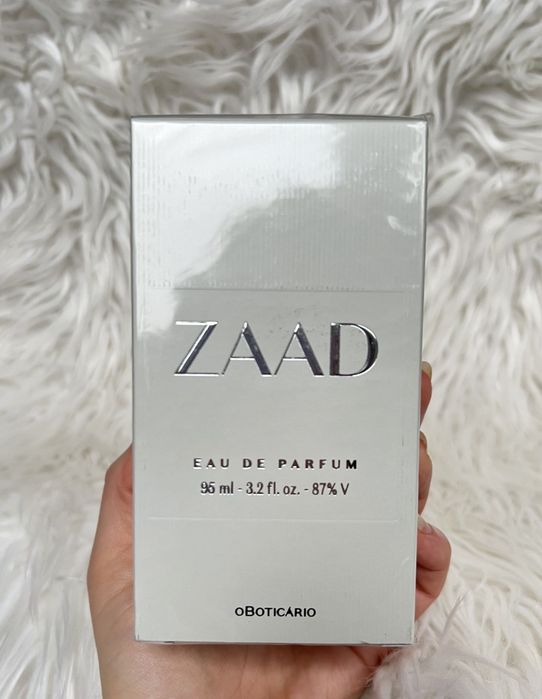 ZAAD
EAU DE PARFUM
95 ml - 3.2 fl. oz. - 87% V
oBOTICÁRIO